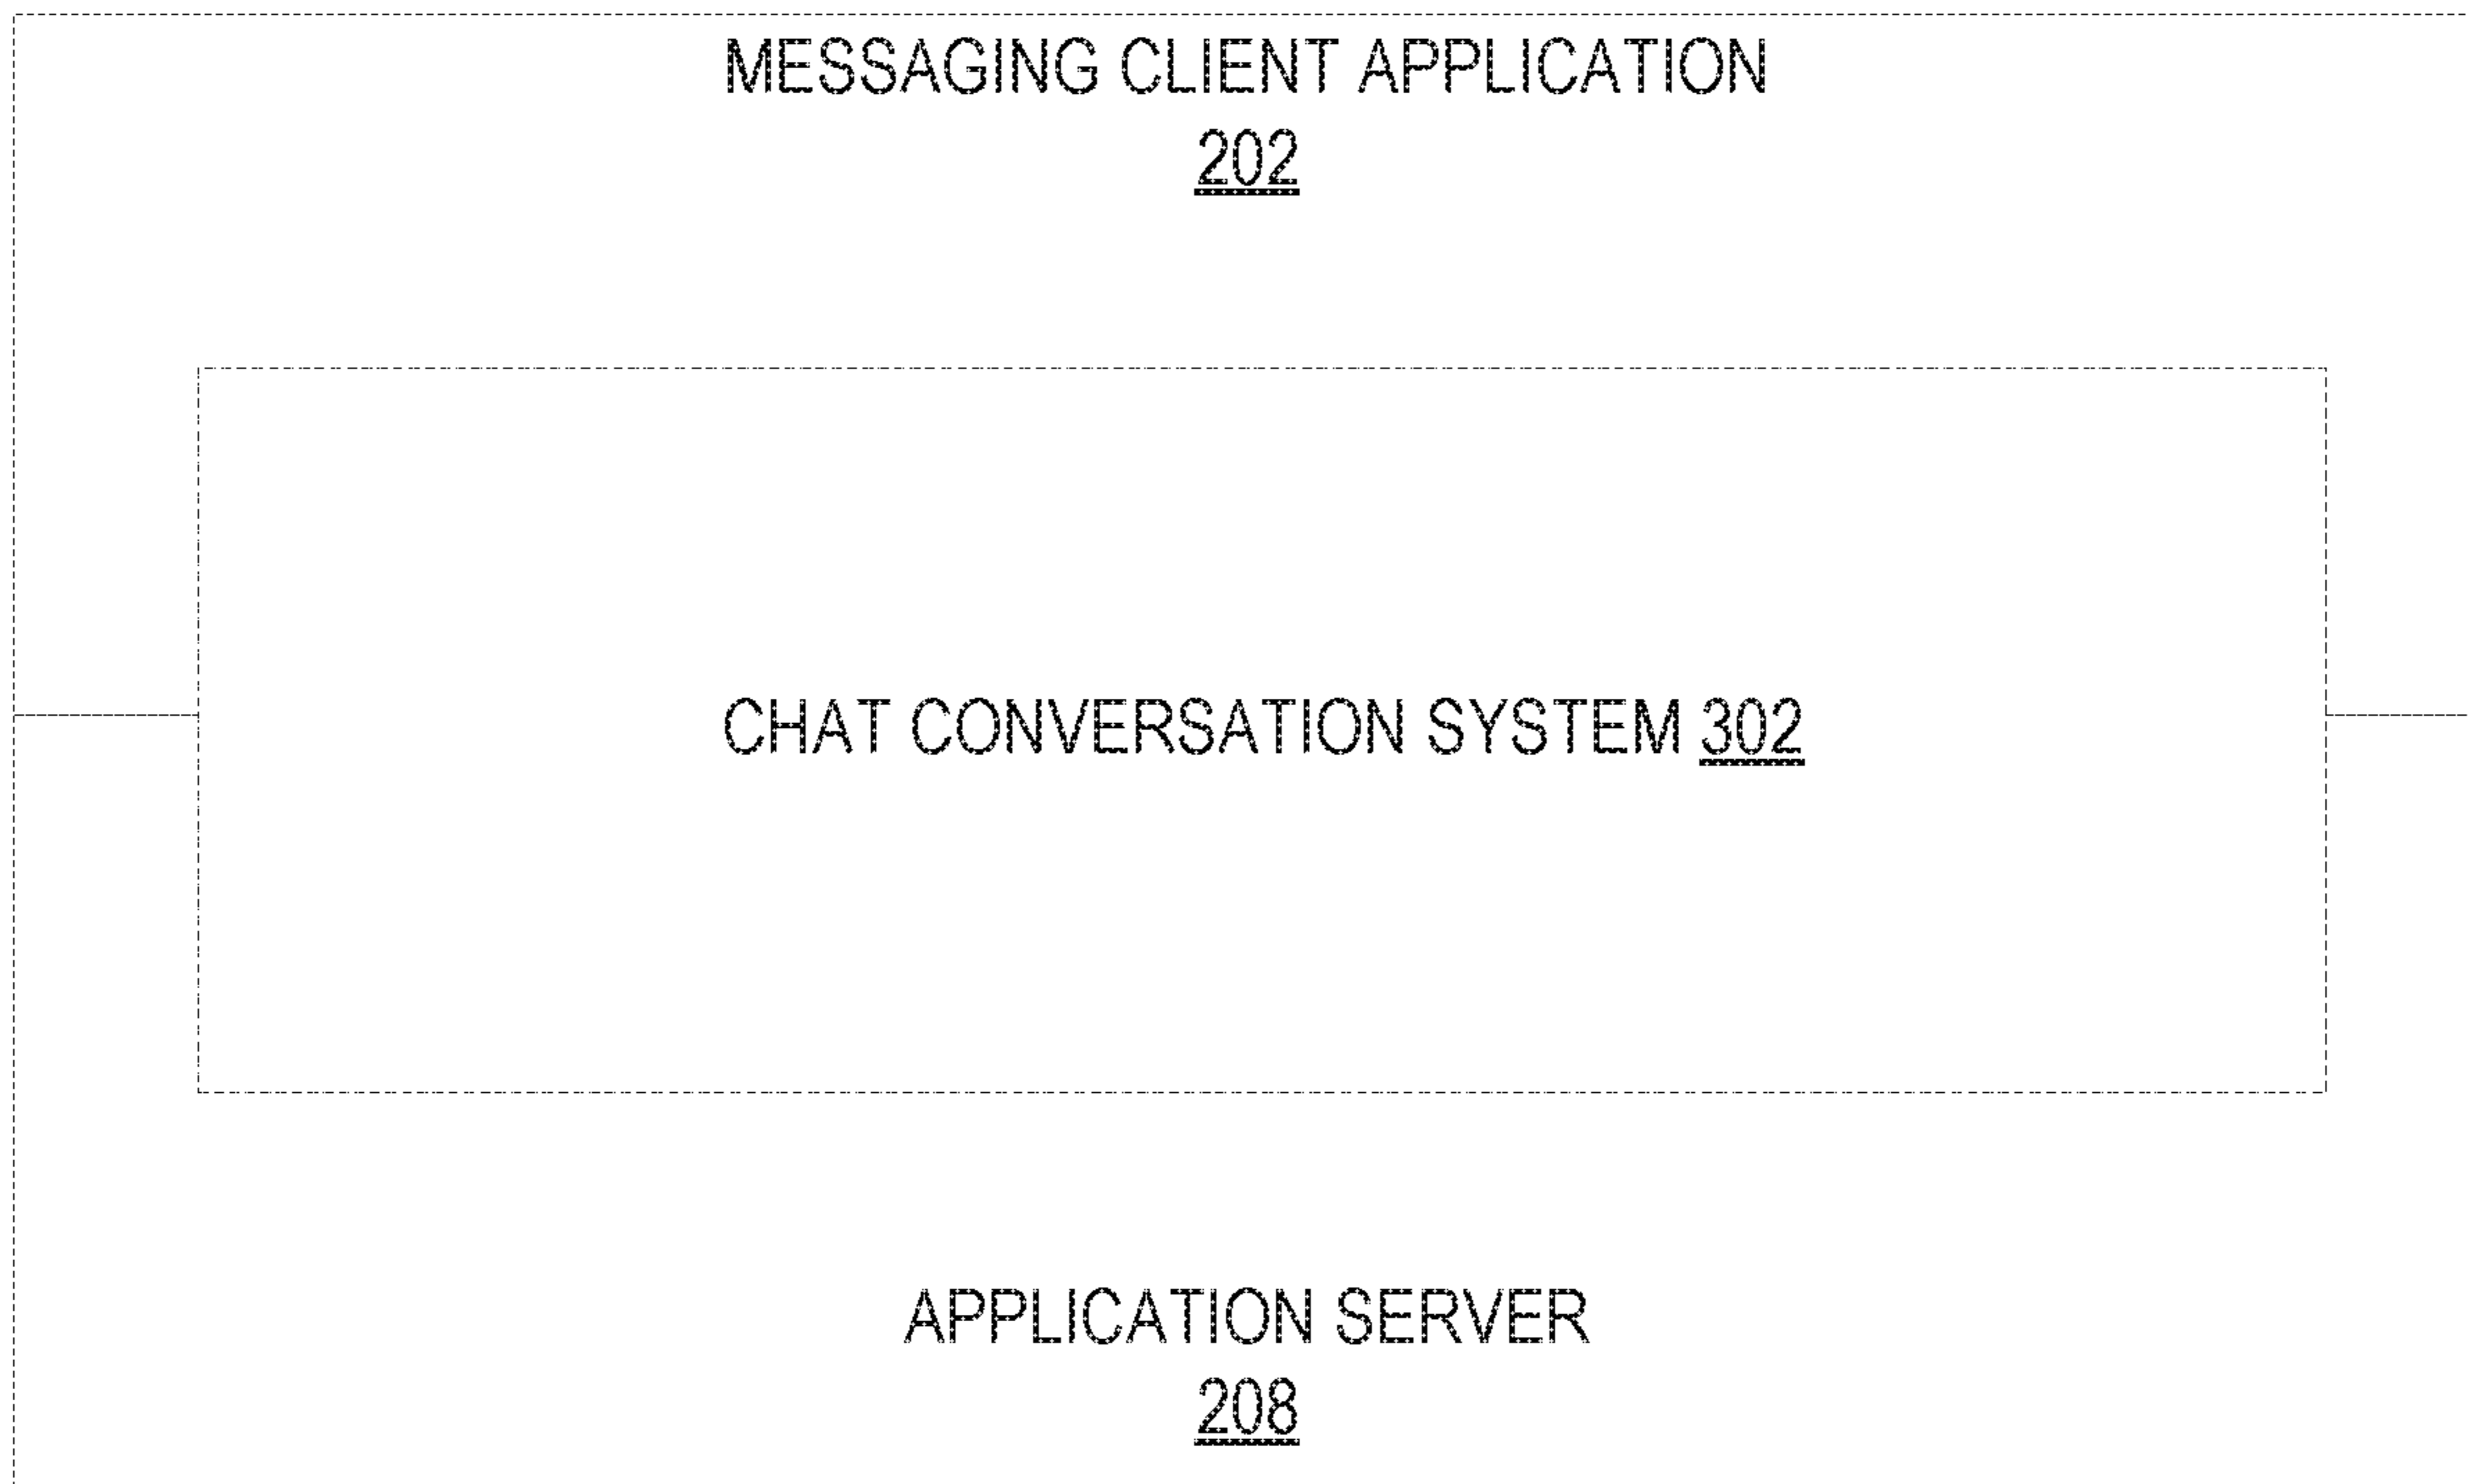 MESSAGING CLIENT APPLICATION
202
CHAT CONVERSATION SYSTEM 302
APPLICATION SERVER
208